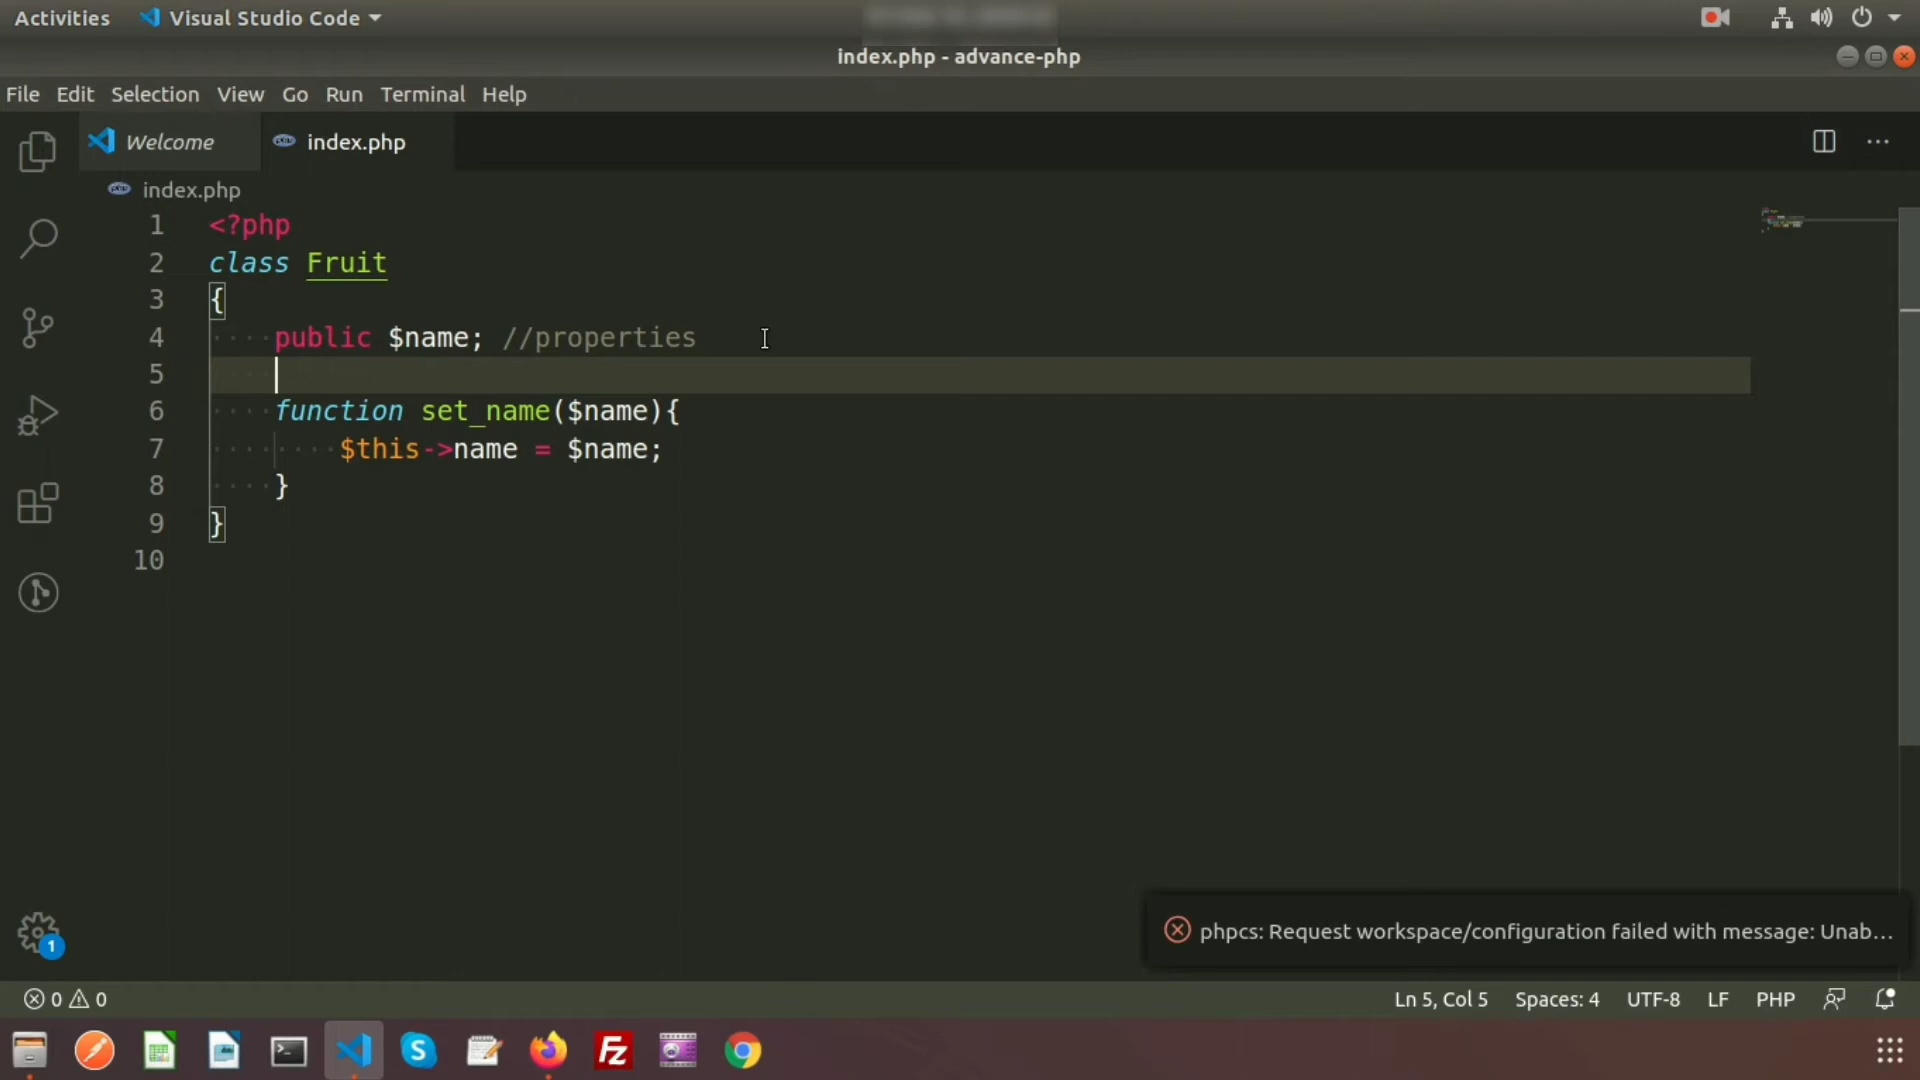 Activities Visual Studio Code
index.php - advance-php
File Edit Selection View Go Run Terminal Help
Welcome index.php
index.php
1 <?php
2 class Fruit
3 {
4 public $name; //properties
5
6 function set_name($name){
7 $this->name = $name;
8 }
9 }
10
1
phpcs: Request workspace/configuration failed with message: Unab...
0 0 Ln 5, Col 5 Spaces: 4 UTF-8 LF PHP
S Fz